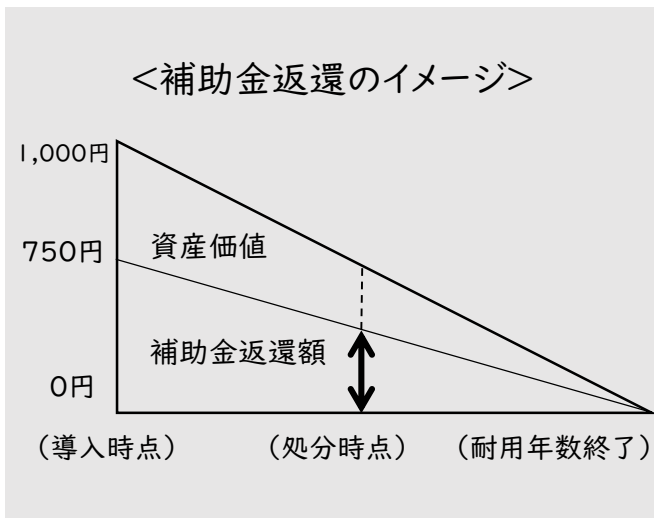 <補助金返還のイメージ>
1,000円
資産価値
750円
補助金返還額
0円
(導入時点)
(処分時点)
(耐用年数終了)